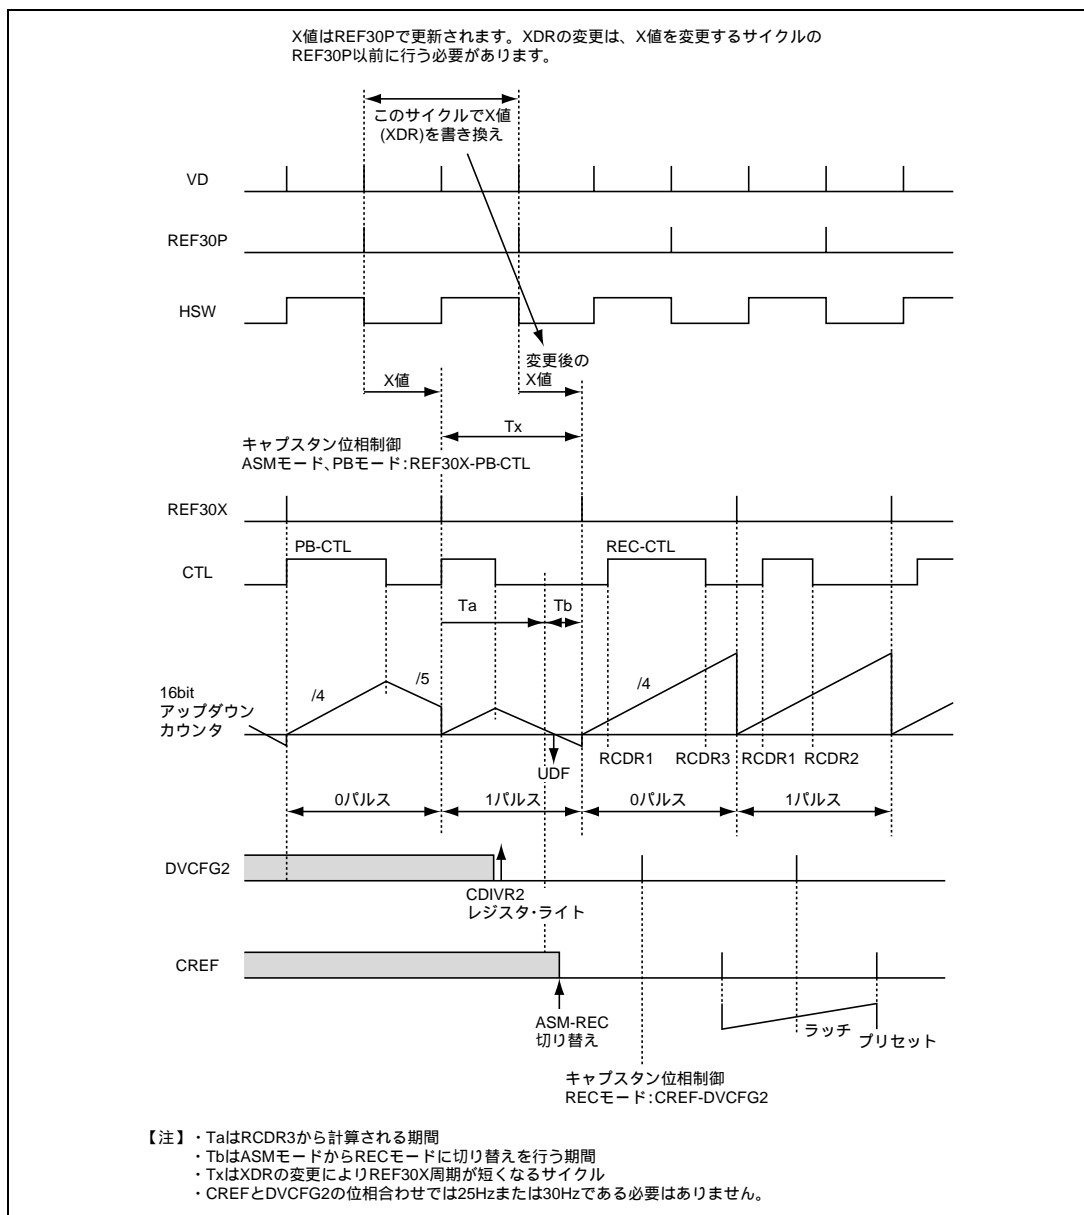 X値はREF30Pで更新されます。XDRの変更は、X値を変更するサイクルの
REF30P以前に行う必要があります。
このサイクルでX値
(XDR)を書き換え
VD
REF30P
HSW
変更後の
X値
X値
Tx
キャプスタン位相制御
ASMモード、PBモード:REF30X-PB-CTL
REF30X
PB-CTL
REC-CTL
CTL
Ta
Tb
/4
/5
/4
16bit
アップダウン
カウンタ
RCDR1
RCDR3
RCDR1
RCDR2
UDF
0パルス
1パルス
0パルス
1パルス
DVCFG2
CDIVR2
レジスタ・ライト
CREF
ASM-REC
切り替え
ラッチ
プリセット
キャプスタン位相制御
RECモード:CREF-DVCFG2
【注】・TaはRCDR3から計算される期間
・TbはASMモードからRECモードに切り替えを行う期間
・TxはXDRの変更によりREF30X周期が短くなるサイクル
・CREFとDVCFG2の位相合わせでは25Hzまたは30Hzである必要はありません。